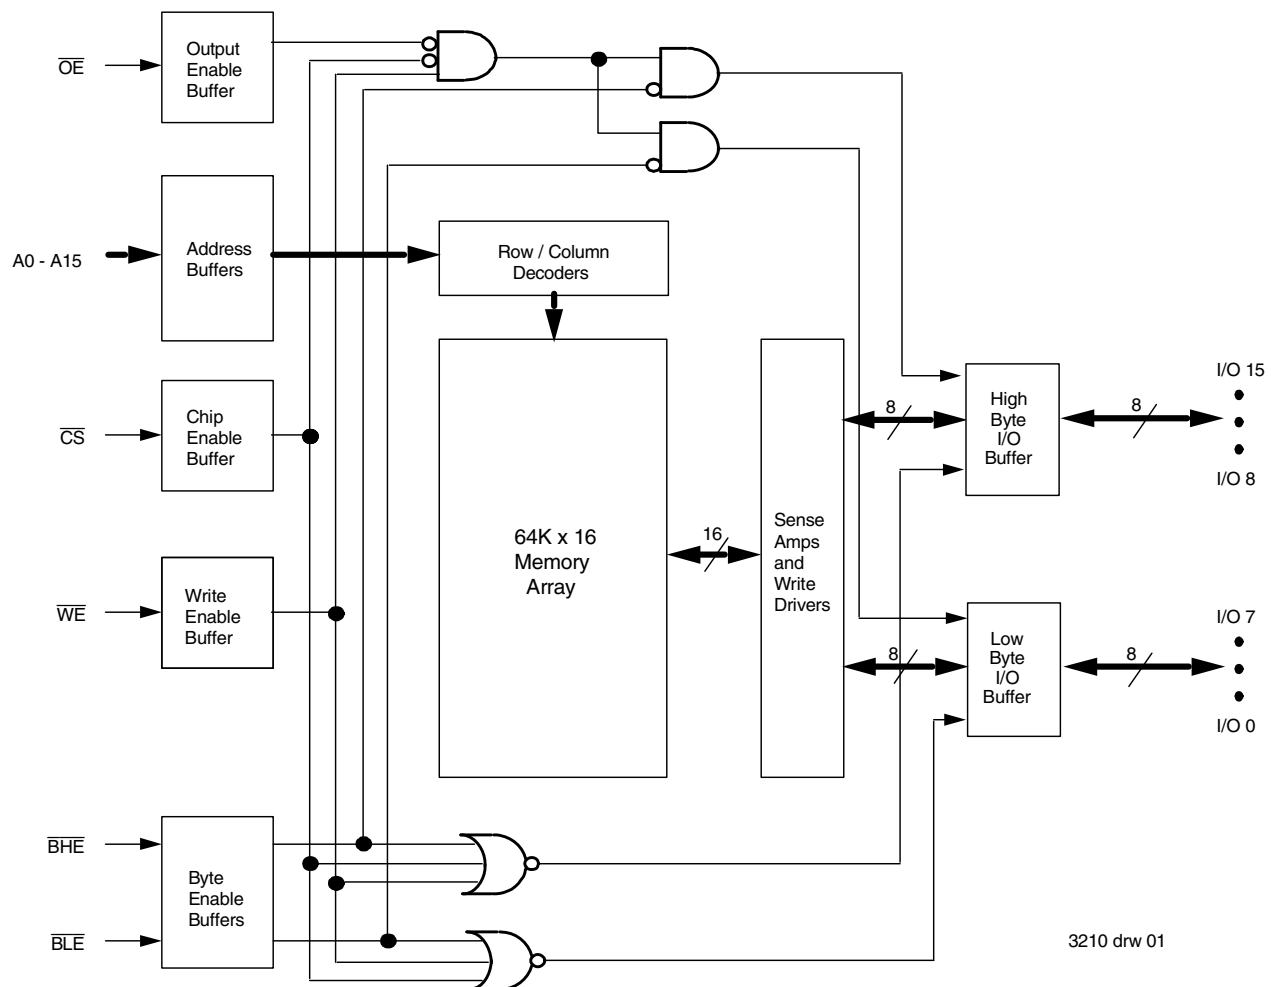 OE
Output
Enable
Buffer
A0 - A15
Address
Buffers
Row / Column
Decoders
CS
Chip
Enable
Buffer
WE
Write
Enable
Buffer
64K x 16
Memory
Array
16
Sense
Amps
and
Write
Drivers
8
High
Byte
I/O
Buffer
8
I/O 15
I/O 8
8
Low
Byte
I/O
Buffer
8
I/O 7
I/O 0
BHE
BLE
Byte
Enable
Buffers
3210 drw 01